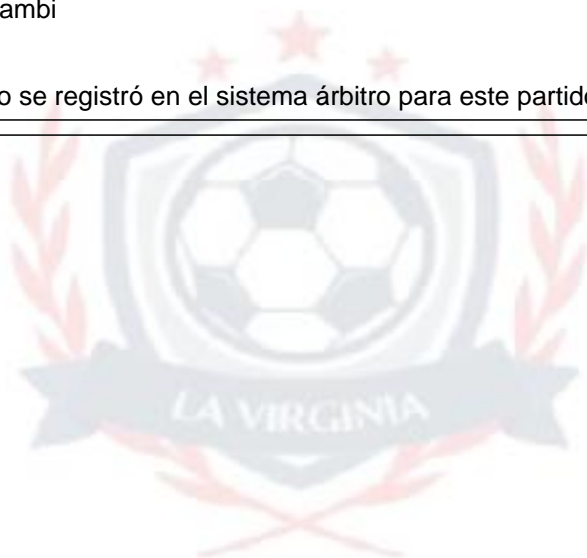 ambi
o se registró en el sistema árbitro para este partid
LA VIRGINIA